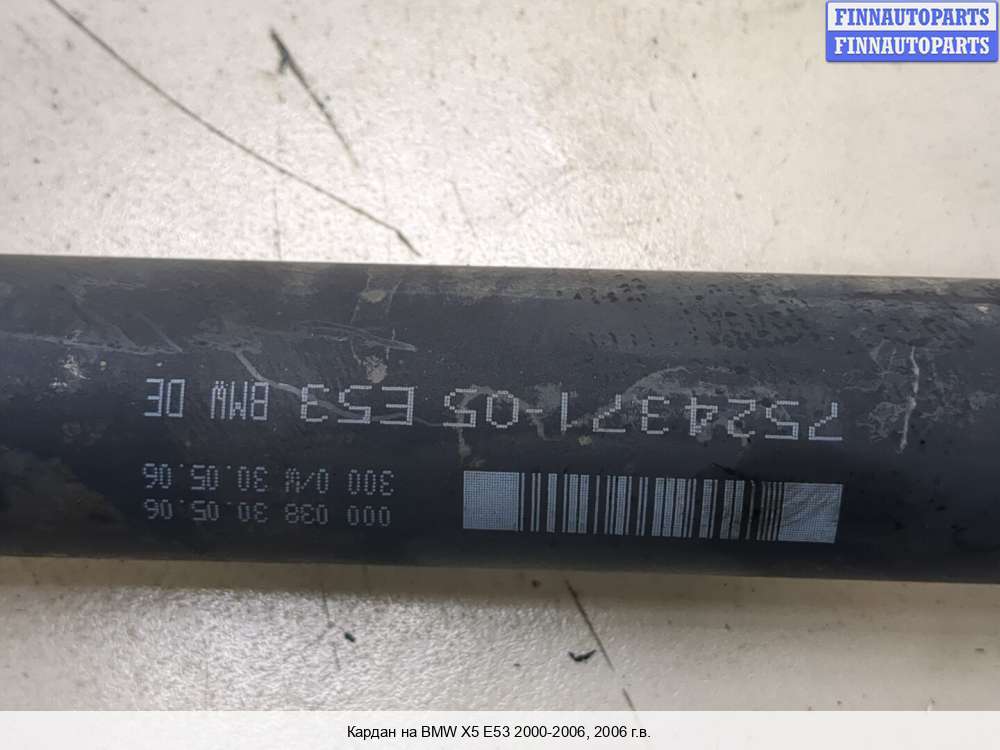 FINNAUTOPARTS
FINNAUTOPARTS
000 038 30.05.06
300 0/W 30.05.06
7524371-05 E53 BMW DE
Кардан на BMW X5 E53 2000-2006, 2006 г.в.